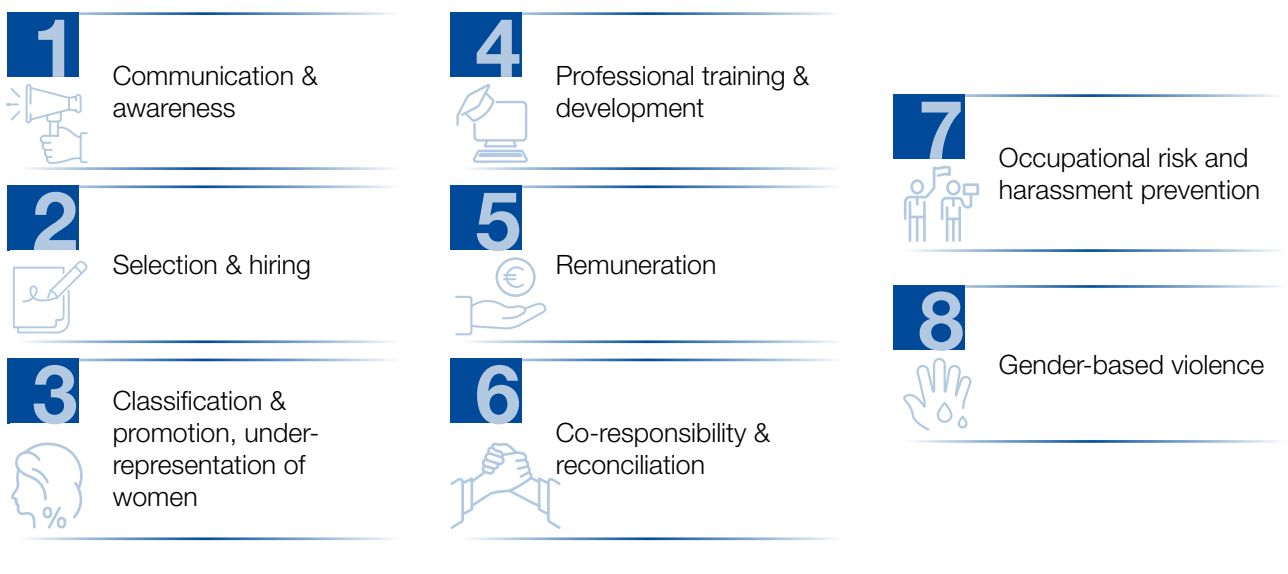 1
Communication &
awareness
2
Selection & hiring
3
Classification &
promotion, under-
representation of
women
%
4
Professional training &
development
5
€
Remuneration
6
Co-responsibility &
reconciliation
7
Occupational risk and
harassment prevention
8
Gender-based violence